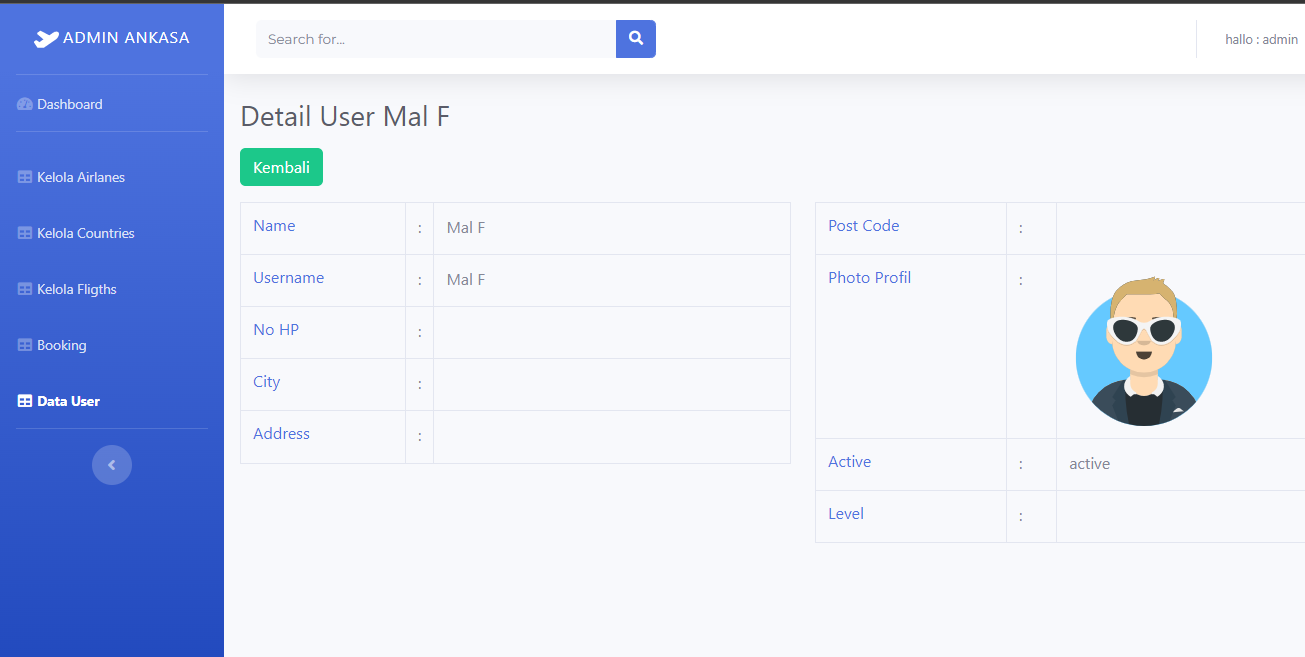 ADMIN ANKASA
Search for...
hallo : admin
Dashboard
Kelola Airlanes
Kelola Countries
Kelola Fligths
Booking
Data User
Detail User Mal F
Kembali
Name : Mal F
Username : Mal F
No HP :
City :
Address :
Post Code :
Photo Profil :
Active : active
Level :